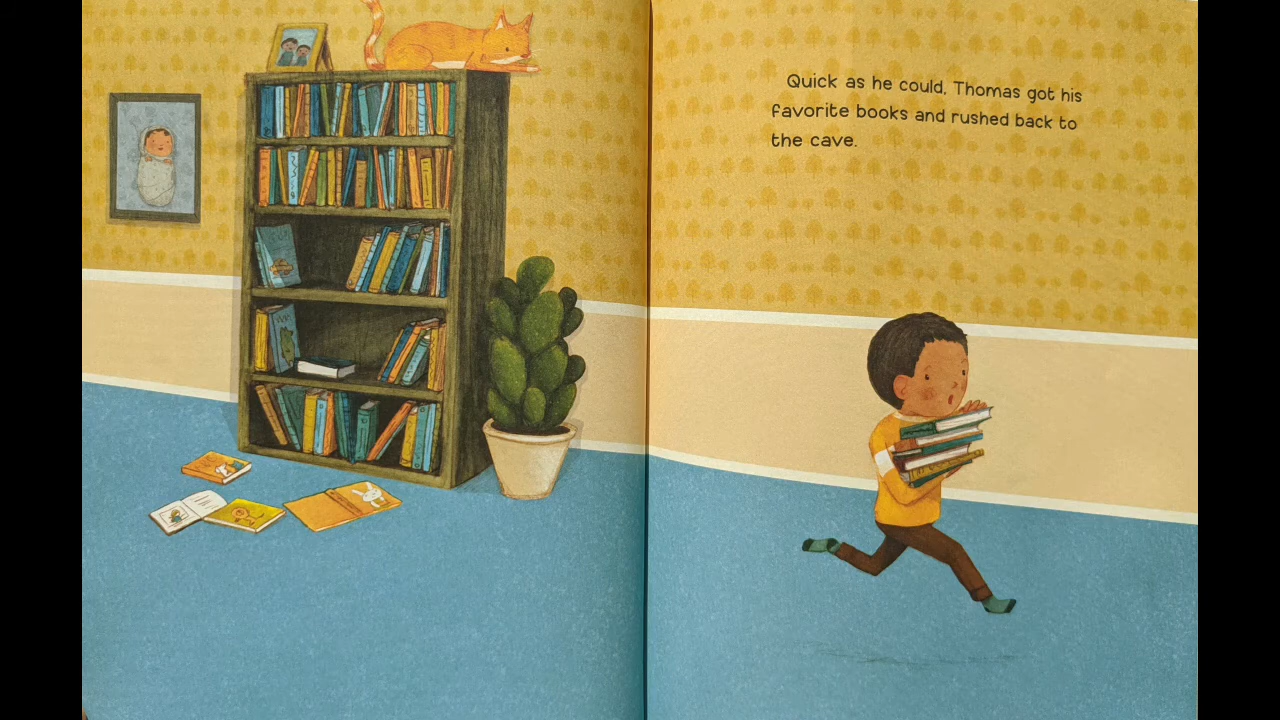 Quick as he could, Thomas got his
favorite books and rushed back to
the cave.